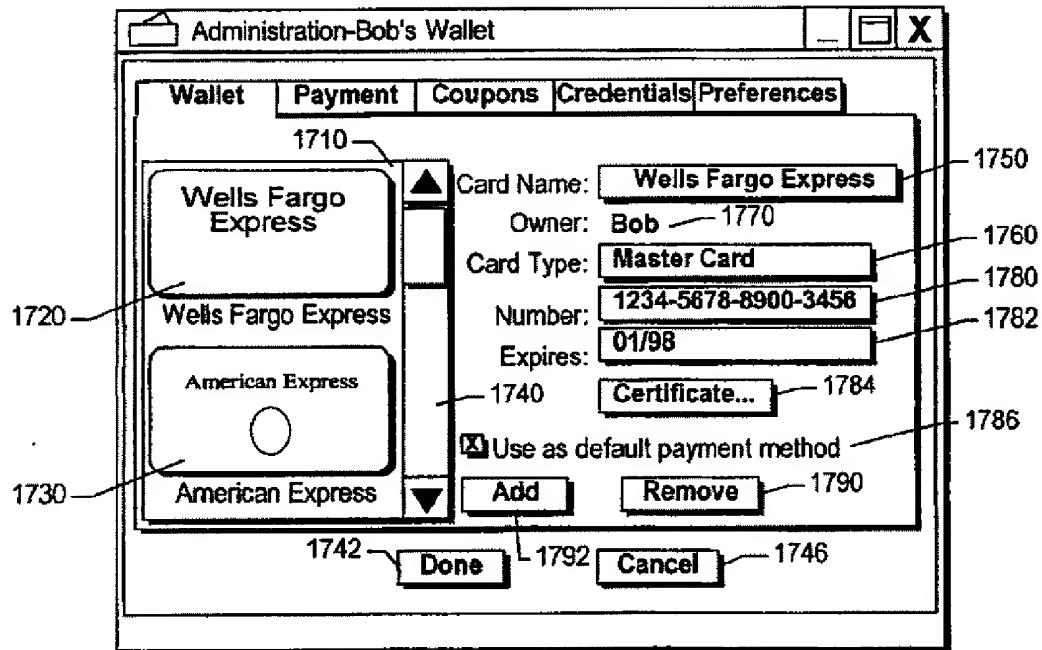 Administration-Bob's Wallet _ X
Wallet Payment Coupons Credentials Preferences
1710
Wells Fargo
Express
1720
Wells Fargo Express
American Express
1730
American Express
1740
Card Name: Wells Fargo Express 1750
Owner: Bob 1770
Card Type: Master Card 1760
Number: 1234-5678-8900-3456 1780
Expires: 01/98 1782
Certificate... 1784
X Use as default payment method 1786
Add Remove 1790
1792
1742 Done Cancel 1746